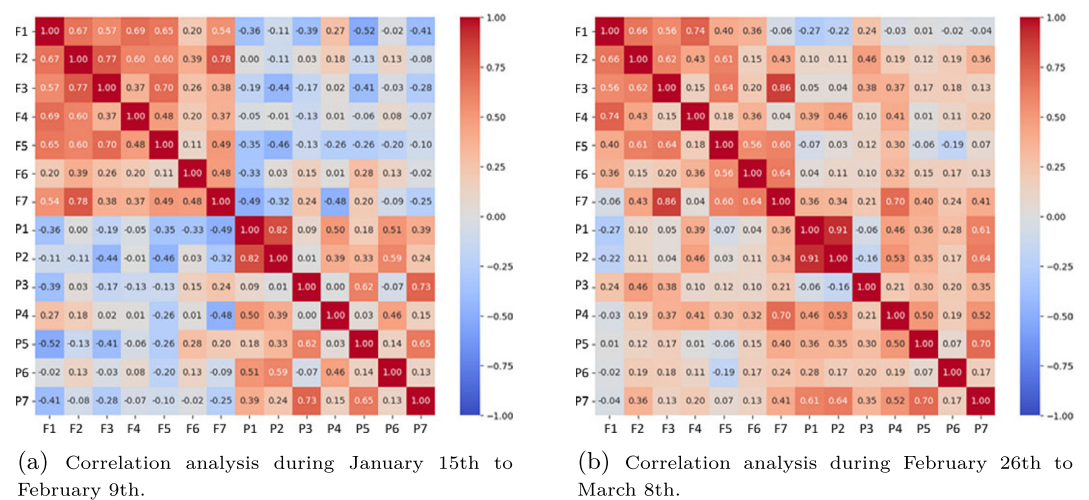 F1 1.00 0.67 0.57 0.69 0.65 0.20 0.54 -0.36 -0.11 -0.39 0.27 -0.52 -0.02 -0.41
F2 0.67 1.00 0.77 0.60 0.60 0.39 0.78 0.00 -0.11 0.03 0.18 -0.13 0.13 -0.08
F3 0.57 0.77 1.00 0.37 0.70 0.26 0.38 -0.19 -0.44 -0.17 0.02 -0.41 -0.03 -0.28
F4 0.69 0.60 0.37 1.00 0.48 0.20 0.37 -0.05 -0.01 -0.13 0.01 -0.06 0.08 -0.07
F5 0.65 0.60 0.70 0.48 1.00 0.11 0.49 -0.35 -0.46 -0.13 -0.26 -0.26 -0.20 -0.10
F6 0.20 0.39 0.26 0.20 0.11 1.00 0.48 -0.33 0.03 0.15 0.01 0.28 0.13 -0.02
F7 0.54 0.78 0.38 0.37 0.49 0.48 1.00 -0.49 -0.32 0.24 -0.48 0.20 -0.09 -0.25
P1 -0.36 0.00 -0.19 -0.05 -0.35 -0.33 -0.49 1.00 0.82 0.09 0.50 0.18 0.51 0.39
P2 -0.11 -0.11 -0.44 -0.01 -0.46 0.03 -0.32 0.82 1.00 0.01 0.39 0.33 0.59 0.24
P3 -0.39 0.03 -0.17 -0.13 -0.13 0.15 0.24 0.09 0.01 1.00 0.00 0.62 -0.07 0.73
P4 0.27 0.18 0.02 0.01 -0.26 0.01 -0.48 0.50 0.39 0.00 1.00 0.03 0.46 0.15
P5 -0.52 -0.13 -0.41 -0.06 -0.26 0.28 0.20 0.18 0.33 0.62 0.03 1.00 0.14 0.65
P6 -0.02 0.13 -0.03 0.08 -0.20 0.13 -0.09 0.51 0.59 -0.07 0.46 0.14 1.00 0.13
P7 -0.41 -0.08 -0.28 -0.07 -0.10 -0.02 -0.25 0.39 0.24 0.73 0.15 0.65 0.13 1.00
F1 F2 F3 F4 F5 F6 F7 P1 P2 P3 P4 P5 P6 P7
1.00
0.75
0.50
0.25
0.00
−0.25
−0.50
−0.75
−1.00
(a) Correlation analysis during January 15th to
February 9th.
F1 1.00 0.66 0.56 0.74 0.40 0.36 -0.06 -0.27 -0.22 0.24 -0.03 0.01 -0.02 -0.04
F2 0.66 1.00 0.62 0.43 0.61 0.15 0.43 0.10 0.11 0.46 0.19 0.12 0.19 0.36
F3 0.56 0.62 1.00 0.15 0.64 0.20 0.86 0.05 0.04 0.38 0.37 0.17 0.18 0.13
F4 0.74 0.43 0.15 1.00 0.18 0.36 0.04 0.39 0.46 0.10 0.41 0.01 0.11 0.20
F5 0.40 0.61 0.64 0.18 1.00 0.56 0.60 -0.07 0.03 0.12 0.30 -0.06 -0.19 0.07
F6 0.36 0.15 0.20 0.36 0.56 1.00 0.64 0.04 0.11 0.10 0.32 0.15 0.17 0.13
F7 -0.06 0.43 0.86 0.04 0.60 0.64 1.00 0.36 0.34 0.21 0.70 0.40 0.24 0.41
P1 -0.27 0.10 0.05 0.39 -0.07 0.04 0.36 1.00 0.91 -0.06 0.46 0.36 0.28 0.61
P2 -0.22 0.11 0.04 0.46 0.03 0.11 0.34 0.91 1.00 -0.16 0.53 0.35 0.17 0.64
P3 0.24 0.46 0.38 0.10 0.12 0.10 0.21 -0.06 -0.16 1.00 0.21 0.30 0.20 0.35
P4 -0.03 0.19 0.37 0.41 0.30 0.32 0.70 0.46 0.53 0.21 1.00 0.50 0.19 0.52
P5 0.01 0.12 0.17 0.01 -0.06 0.15 0.40 0.36 0.35 0.30 0.50 1.00 0.07 0.70
P6 -0.02 0.19 0.18 0.11 -0.19 0.17 0.24 0.28 0.17 0.20 0.19 0.07 1.00 0.17
P7 -0.04 0.36 0.13 0.20 0.07 0.13 0.41 0.61 0.64 0.35 0.52 0.70 0.17 1.00
F1 F2 F3 F4 F5 F6 F7 P1 P2 P3 P4 P5 P6 P7
1.00
0.75
0.50
0.25
0.00
−0.25
−0.50
−0.75
−1.00
(b) Correlation analysis during February 26th to
March 8th.